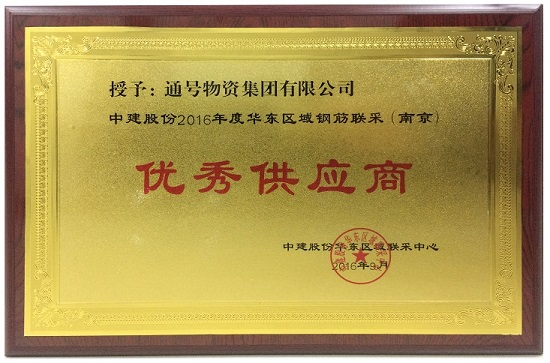 授予：通号物资集团有限公司
中建股份2016年度华东区域钢筋联采（南京）
优秀供应商
中建股份华东区域联采中心
2016年9月